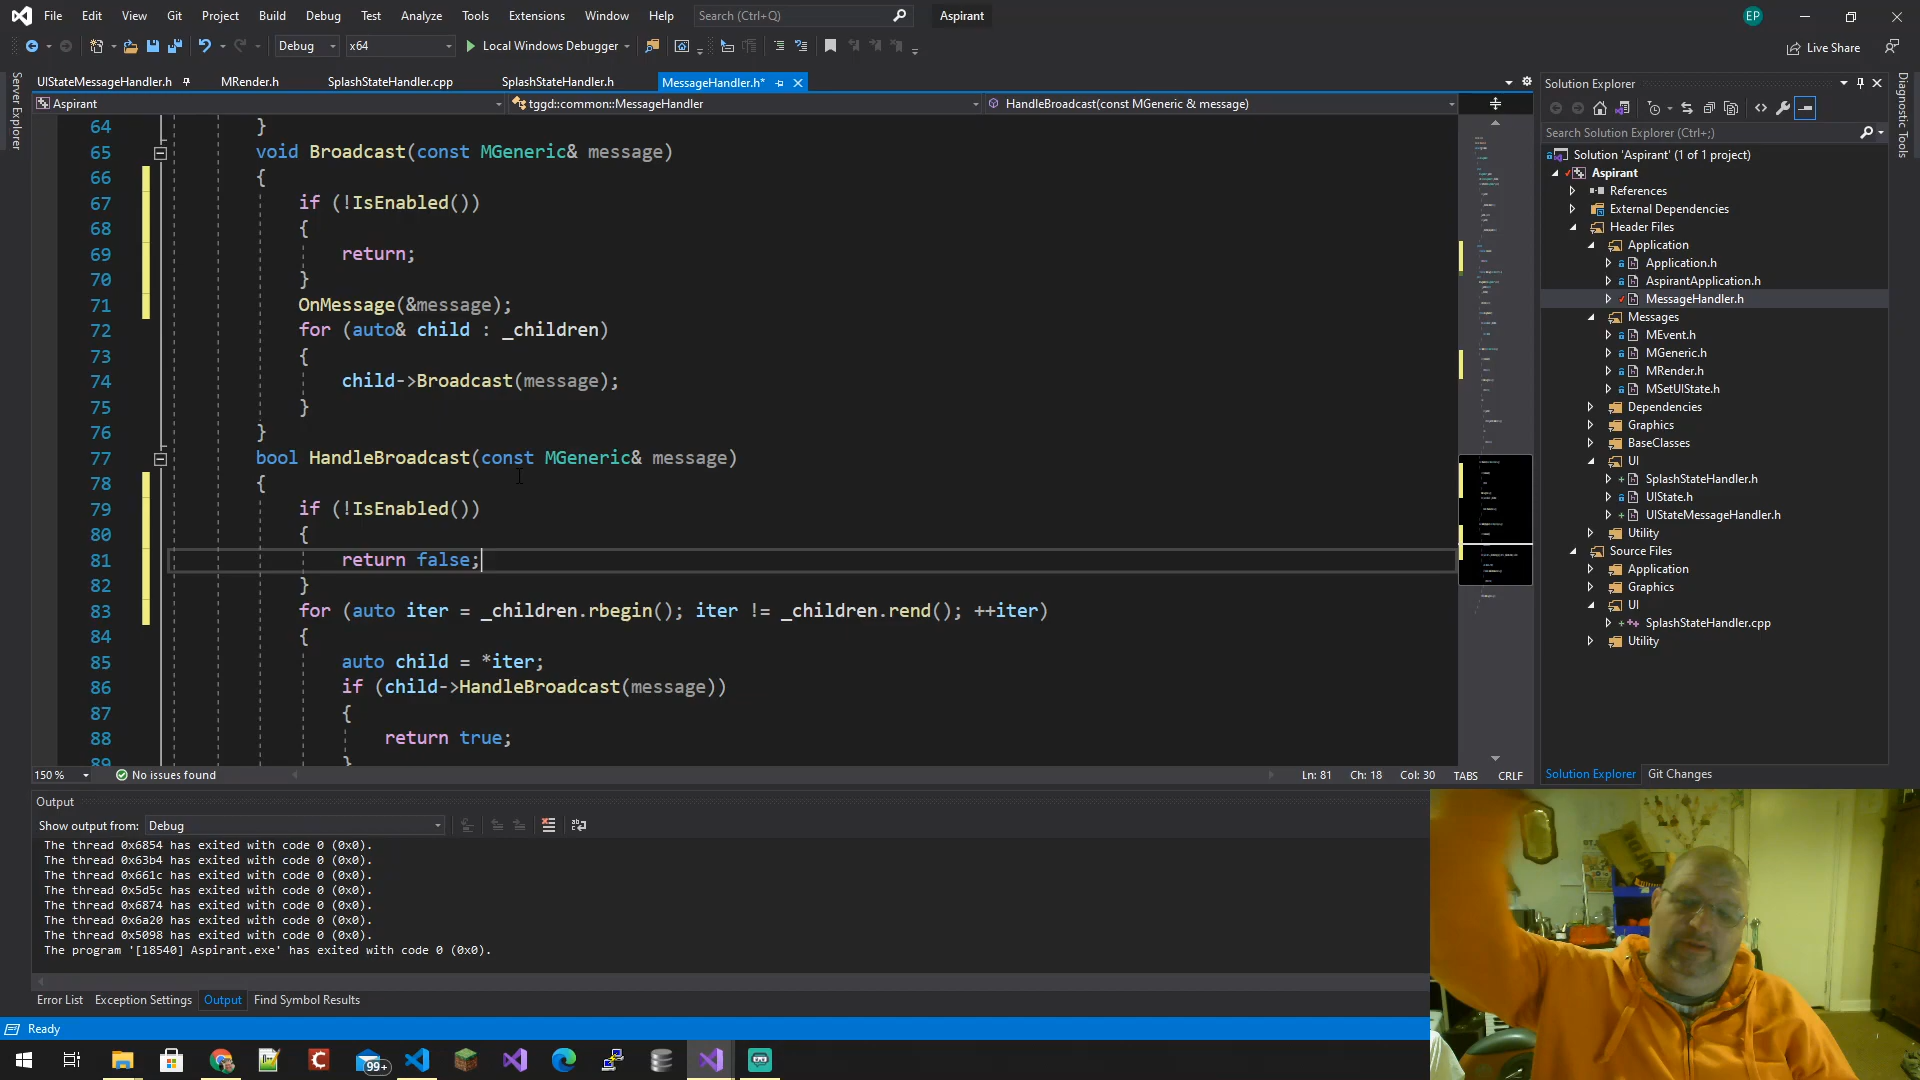 File Edit View Git Project Build Debug Test Analyze Tools Extensions Window Help Search (Ctrl+Q) Aspirant EP
Debug x64 Local Windows Debugger Live Share
Server Explorer
UIStateMessageHandler.h MRender.h SplashStateHandler.cpp SplashStateHandler.h MessageHandler.h*
Aspirant tggd::common::MessageHandler HandleBroadcast(const MGeneric & message)
64 }
65 void Broadcast(const MGeneric& message)
66 {
67 if (!IsEnabled())
68 {
69 return;
70 }
71 OnMessage(&message);
72 for (auto& child : _children)
73 {
74 child->Broadcast(message);
75 }
76 }
77 bool HandleBroadcast(const MGeneric& message)
78 {
79 if (!IsEnabled())
80 {
81 return false;
82 }
83 for (auto iter = _children.rbegin(); iter != _children.rend(); ++iter)
84 {
85 auto child = *iter;
86 if (child->HandleBroadcast(message))
87 {
88 return true;
89 }
150 % No issues found Ln: 81 Ch: 18 Col: 30 TABS CRLF
Solution Explorer
Search Solution Explorer (Ctrl+;)
Solution 'Aspirant' (1 of 1 project)
Aspirant
References
External Dependencies
Header Files
Application
Application.h
AspirantApplication.h
MessageHandler.h
Messages
MEvent.h
MGeneric.h
MRender.h
MSetUIState.h
Dependencies
Graphics
BaseClasses
UI
SplashStateHandler.h
UIState.h
UIStateMessageHandler.h
Utility
Source Files
Application
Graphics
UI
SplashStateHandler.cpp
Utility
Solution Explorer Git Changes
Diagnostic Tools
Output
Show output from: Debug
The thread 0x6854 has exited with code 0 (0x0).
The thread 0x63b4 has exited with code 0 (0x0).
The thread 0x661c has exited with code 0 (0x0).
The thread 0x5d5c has exited with code 0 (0x0).
The thread 0x6874 has exited with code 0 (0x0).
The thread 0x6a20 has exited with code 0 (0x0).
The thread 0x5098 has exited with code 0 (0x0).
The program '[18540] Aspirant.exe' has exited with code 0 (0x0).
Error List Exception Settings Output Find Symbol Results
Ready
99+